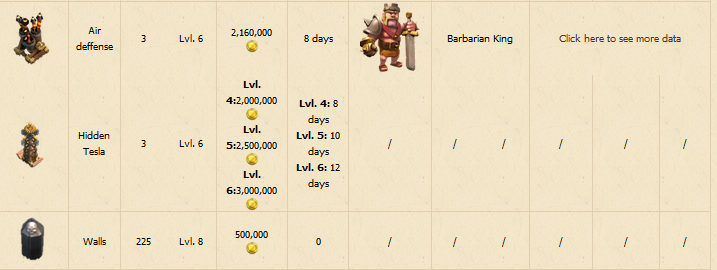 Air deffense 3 Lvl. 6 2,160,000 8 days Barbarian King Click here to see more data
Hidden Tesla 3 Lvl. 6 Lvl. 4:2,000,000 Lvl. 5:2,500,000 Lvl. 6:3,000,000 Lvl. 4: 8 days Lvl. 5: 10 days Lvl. 6: 12 days / / / / / /
Walls 225 Lvl. 8 500,000 0 / / / / / /